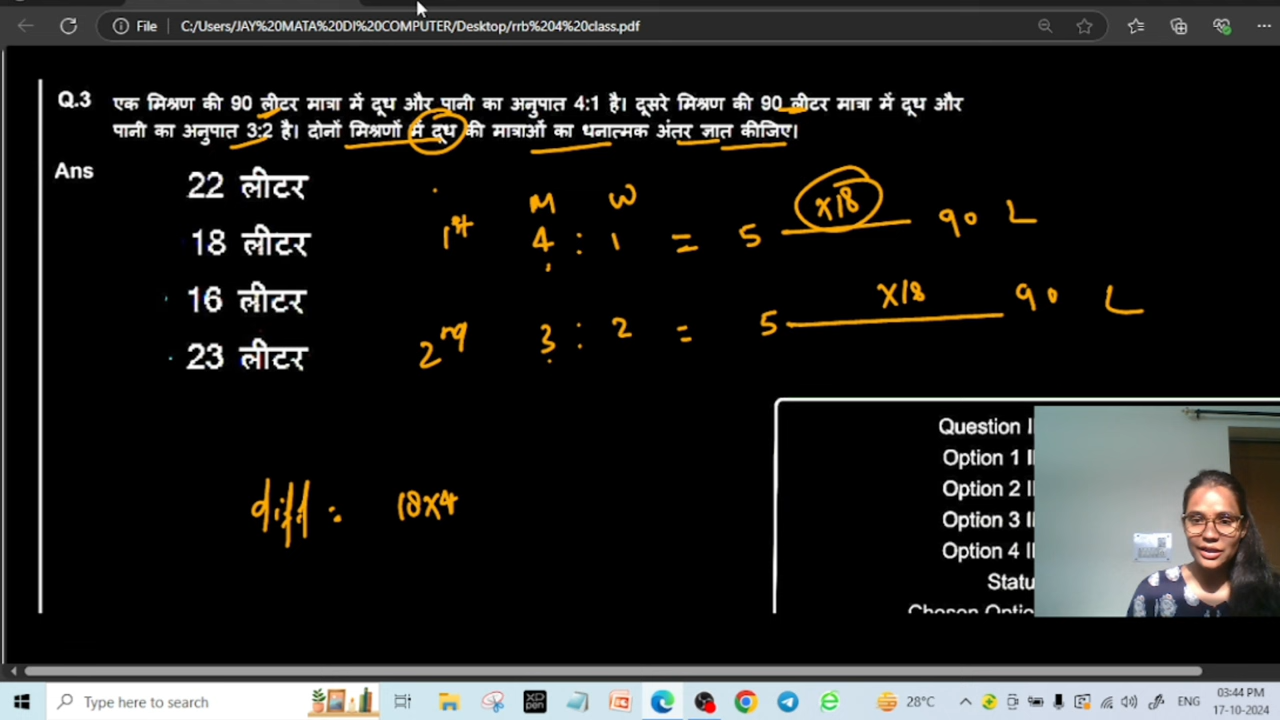 File C:/Users/JAY%20MATA%20DI%20COMPUTER/Desktop/rrb%204%20class.pdf
Q.3 एक मिश्रण की 90 लीटर मात्रा में दूध और पानी का अनुपात 4:1 है। दूसरे मिश्रण की 90 लीटर मात्रा में दूध और
पानी का अनुपात 3:2 है। दोनों मिश्रणों में दूध की मात्राओं का धनात्मक अंतर ज्ञात कीजिए।
Ans
22 लीटर
18 लीटर
16 लीटर
23 लीटर
M W
1st 4 : 1 = 5 x18 90 L
2nd 3 : 2 = 5 x18 90 L
diff = 18x4
Question I
Option 1 I
Option 2 I
Option 3 I
Option 4 I
Statu
Chosen Optio
Type here to search
28°C
ENG
03:44 PM
17-10-2024